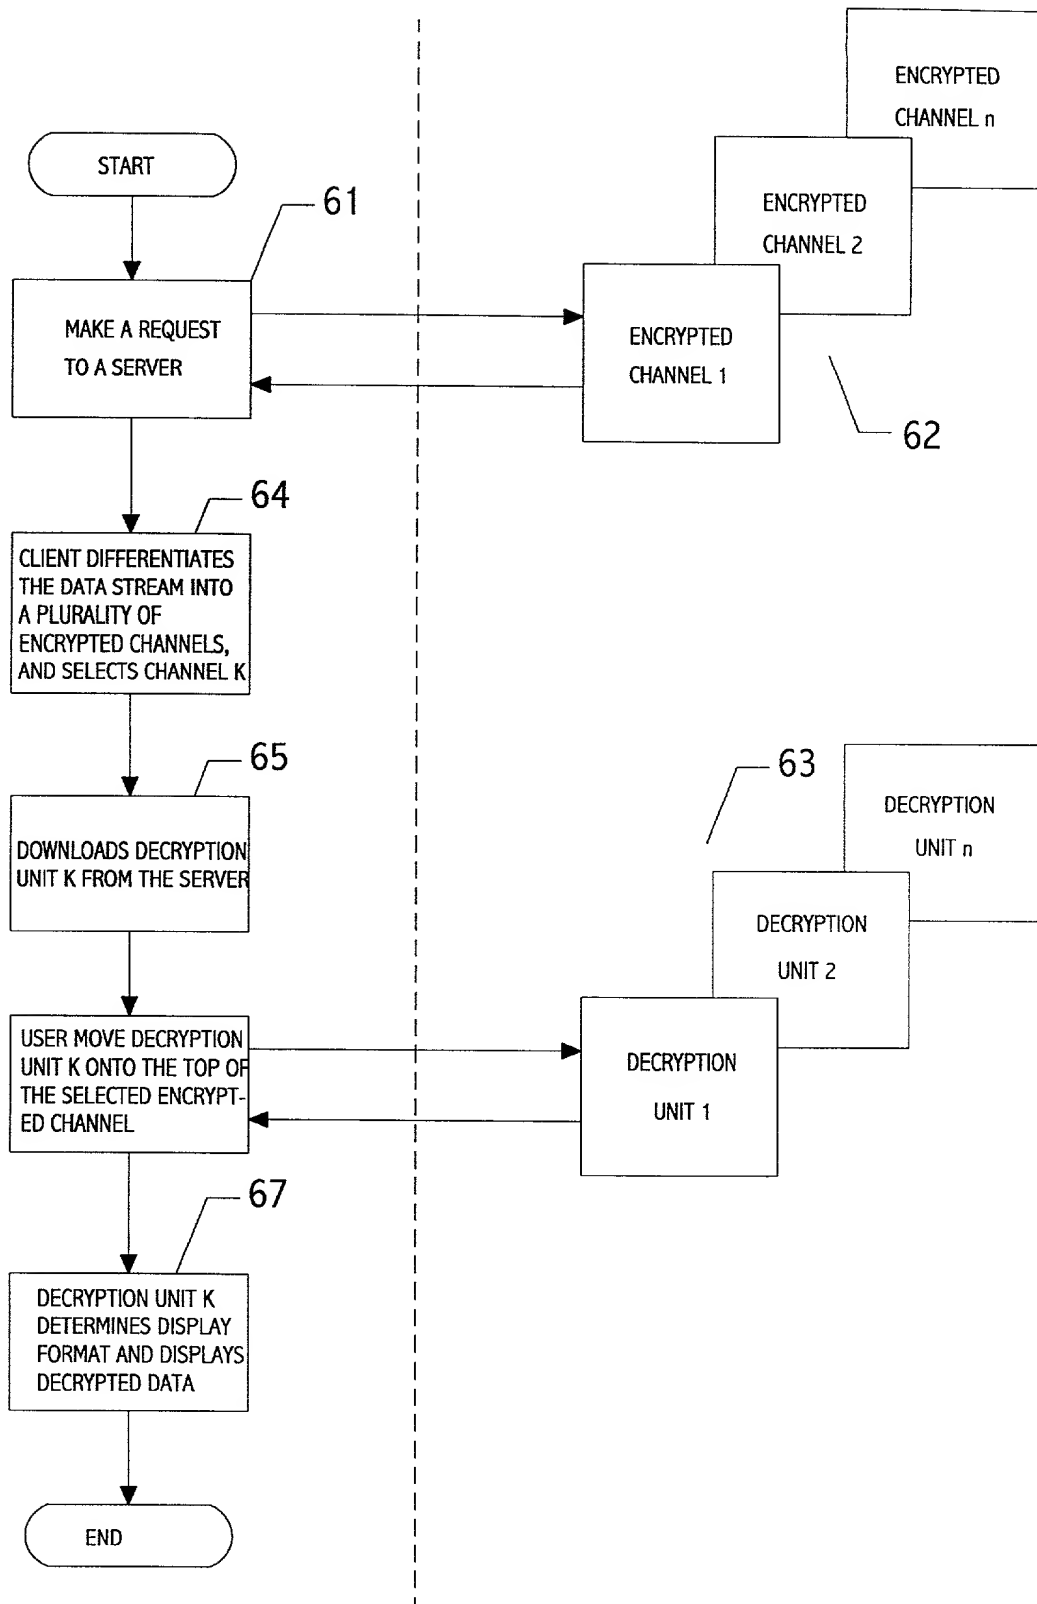 START
61
MAKE A REQUEST
TO A SERVER
ENCRYPTED
CHANNEL n
ENCRYPTED
CHANNEL 2
ENCRYPTED
CHANNEL 1
62
64
CLIENT DIFFERENTIATES
THE DATA STREAM INTO
A PLURALITY OF
ENCRYPTED CHANNELS,
AND SELECTS CHANNEL K
65
DOWNLOADS DECRYPTION
UNIT K FROM THE SERVER
63
DECRYPTION
UNIT n
DECRYPTION
UNIT 2
DECRYPTION
UNIT 1
USER MOVE DECRYPTION
UNIT K ONTO THE TOP OF
THE SELECTED ENCRYPT-
ED CHANNEL
67
DECRYPTION UNIT K
DETERMINES DISPLAY
FORMAT AND DISPLAYS
DECRYPTED DATA
END